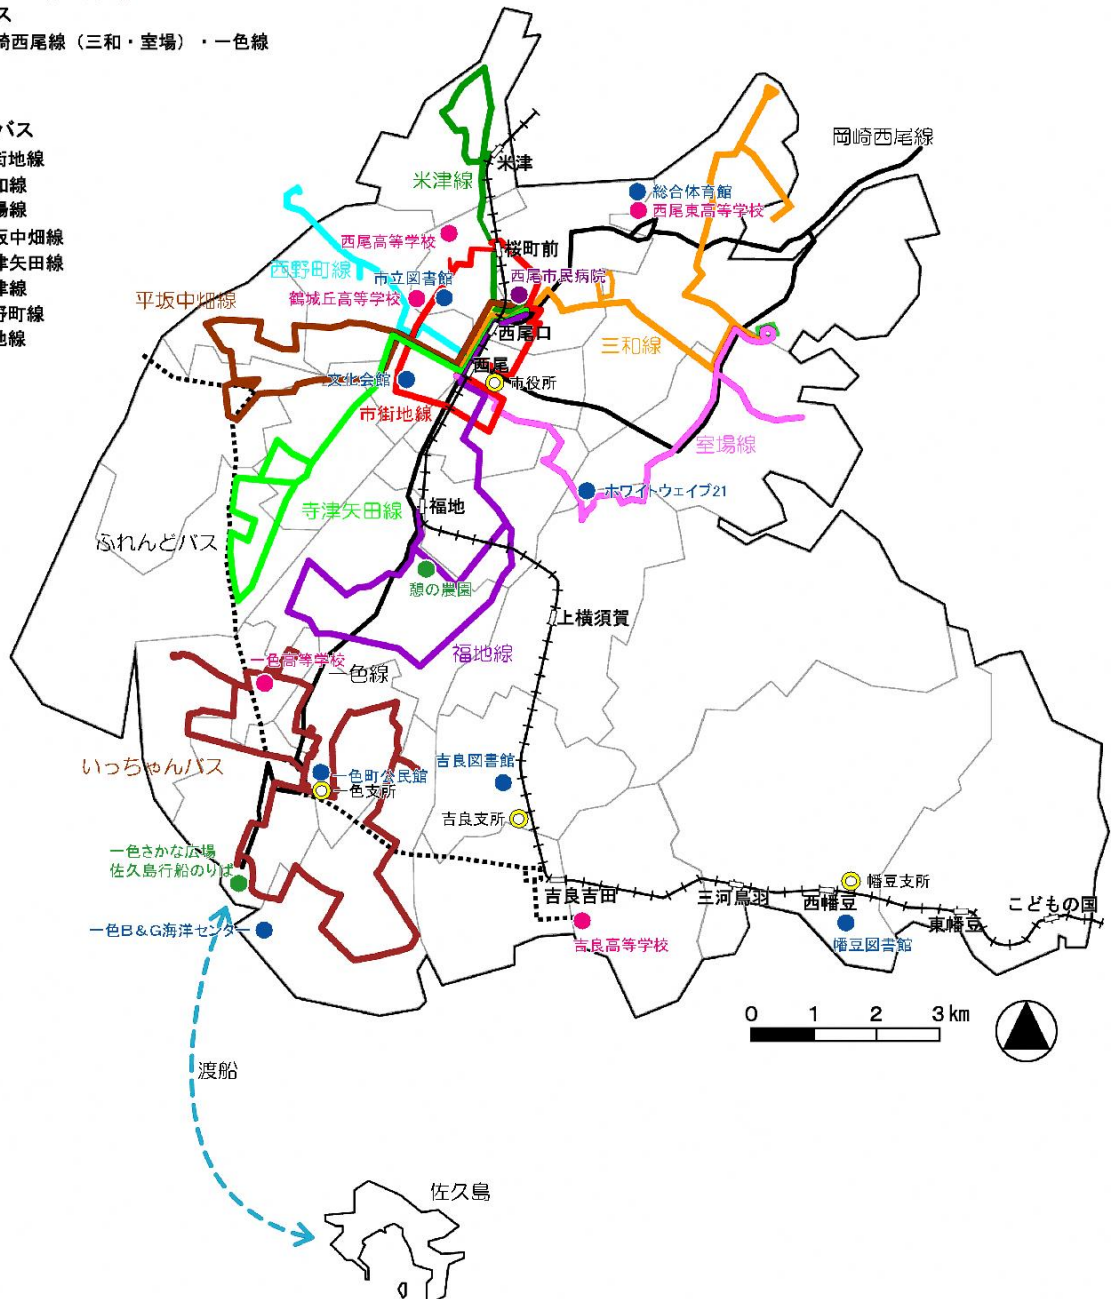 ス
崎西尾線（三和・室場）・一色線
バス
街地線
和線
場線
坂中畑線
津矢田線
津線
野町線
地線
岡崎西尾線
米津
米津線
総合体育館
西尾東高等学校
西尾高等学校
桜町前
西野町線
市立図書館
西尾市民病院
鶴城丘高等学校
平坂中畑線
西尾口
三和線
西尾
文化会館
市役所
市街地線
室場線
ホワイトウェイブ21
福地
寺津矢田線
ふれんどバス
憩の農園
上横須賀
福地線
一色高等学校
一色線
いっちゃんバス
吉良図書館
一色町公民館
一色支所
吉良支所
一色さかな広場
佐久島行船のりば
幡豆支所
吉良吉田
三河鳥羽
西幡豆
こどもの国
東幡豆
一色B＆G海洋センター
吉良高等学校
幡豆図書館
0 1 2 3km
渡船
佐久島